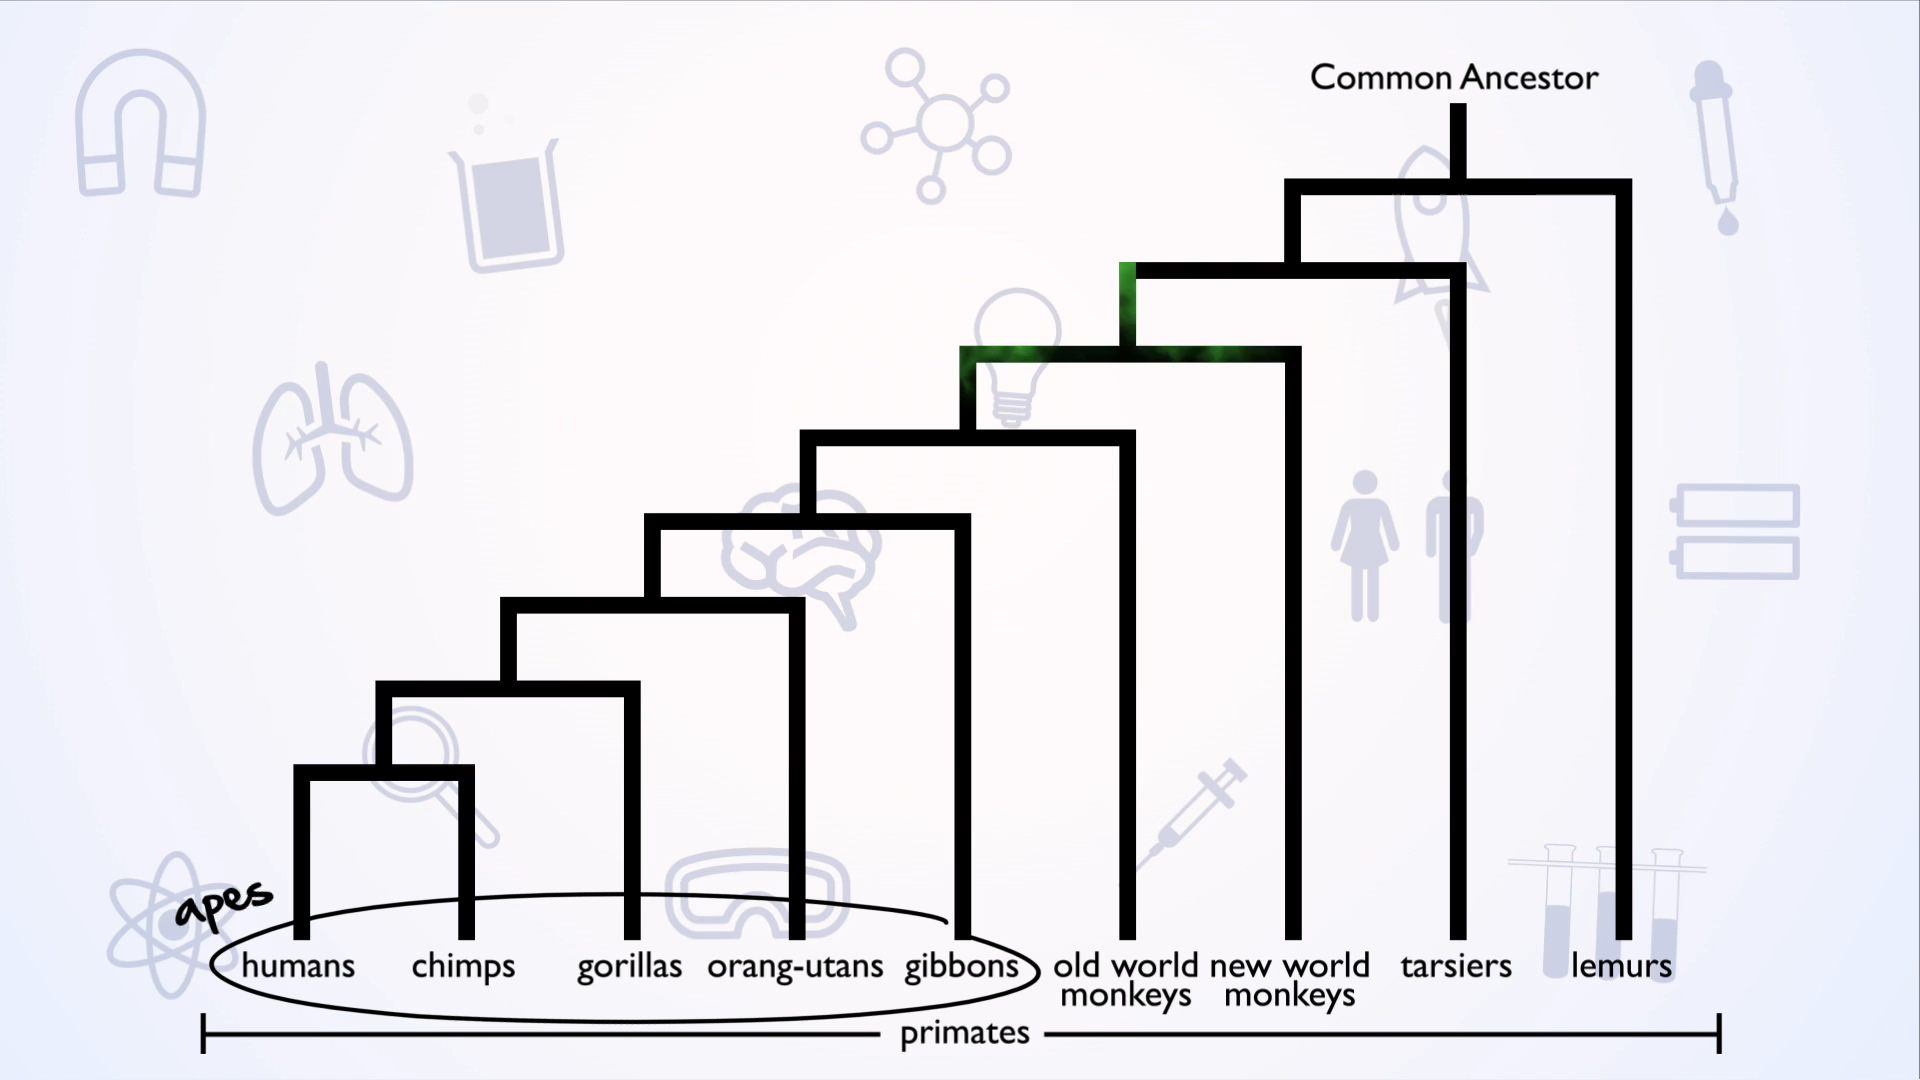 Common Ancestor
apes
humans chimps gorillas orang-utans gibbons old world monkeys new world monkeys tarsiers lemurs
primates